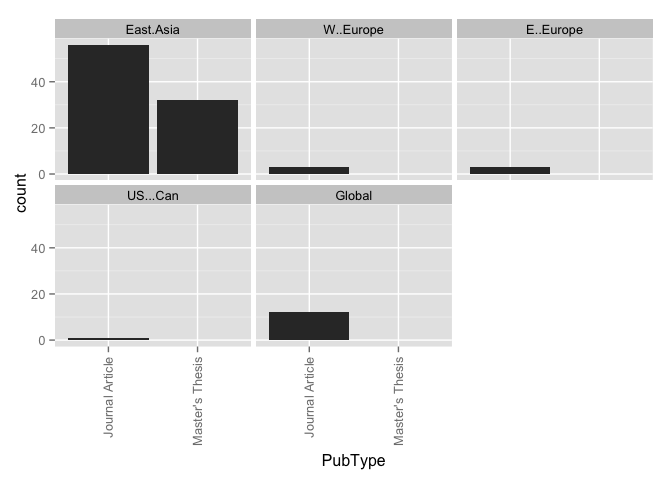 East.Asia
W..Europe
E..Europe
40
20
0
US...Can
Global
40
20
0
count
Journal Article
Master's Thesis
Journal Article
Master's Thesis
PubType